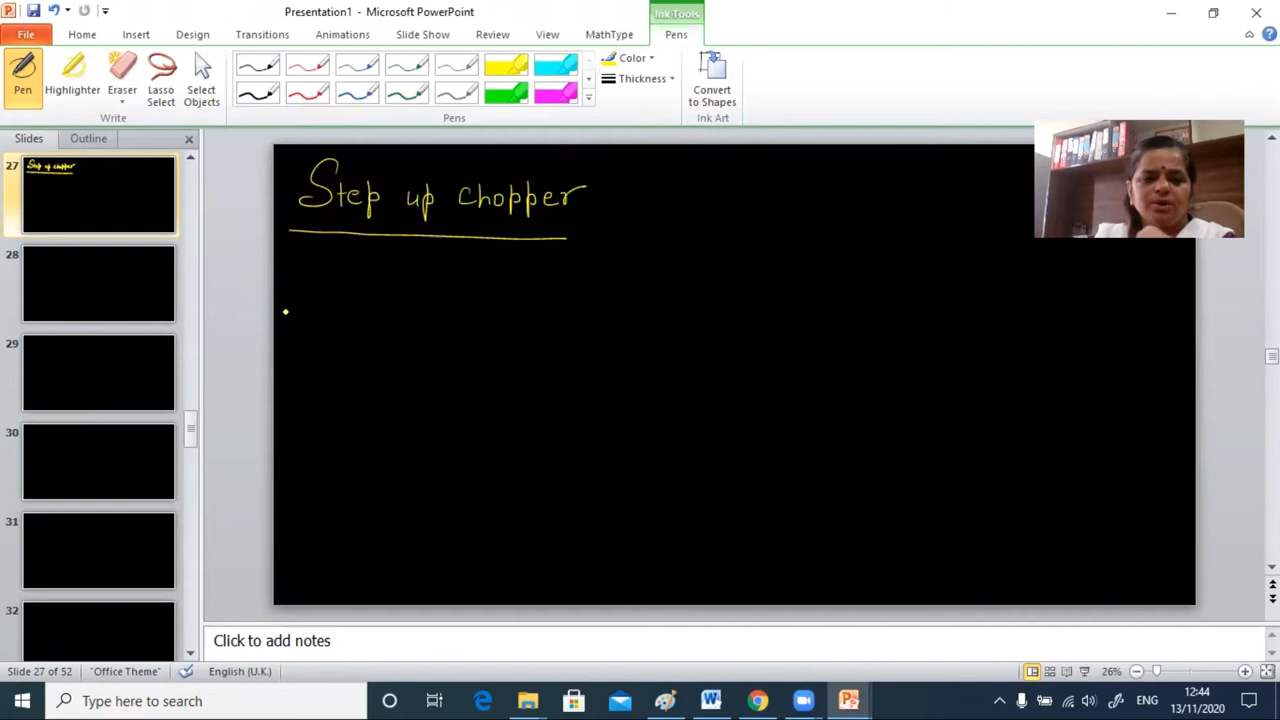 Presentation1 - Microsoft PowerPoint
Ink Tools
File
Home
Insert
Design
Transitions
Animations
Slide Show
Review
View
MathType
Pens
Pen
Highlighter
Eraser
Lasso
Select
Select
Objects
Color
Thickness
Convert
to Shapes
Write
Pens
Ink Art
Slides
Outline
27
Step up chopper
28
29
30
31
32
Step up chopper
Click to add notes
Slide 27 of 52
"Office Theme"
English (U.K.)
26%
Type here to search
ENG
12:44
13/11/2020